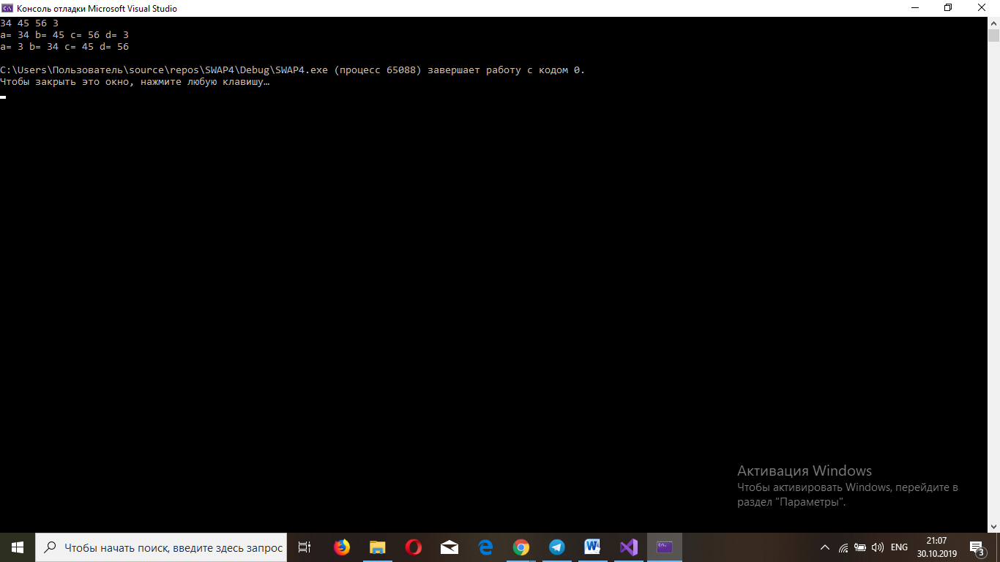 Консоль отладки Microsoft Visual Studio
34 45 56 3
a= 34 b= 45 c= 56 d= 3
a= 3 b= 34 c= 45 d= 56
C:\Users\Пользователь\source\repos\SWAP4\Debug\SWAP4.exe (процесс 65088) завершает работу с кодом 0.
Чтобы закрыть это окно, нажмите любую клавишу…
Активация Windows
Чтобы активировать Windows, перейдите в
раздел "Параметры".
Чтобы начать поиск, введите здесь запрос
ENG
21:07
30.10.2019
3